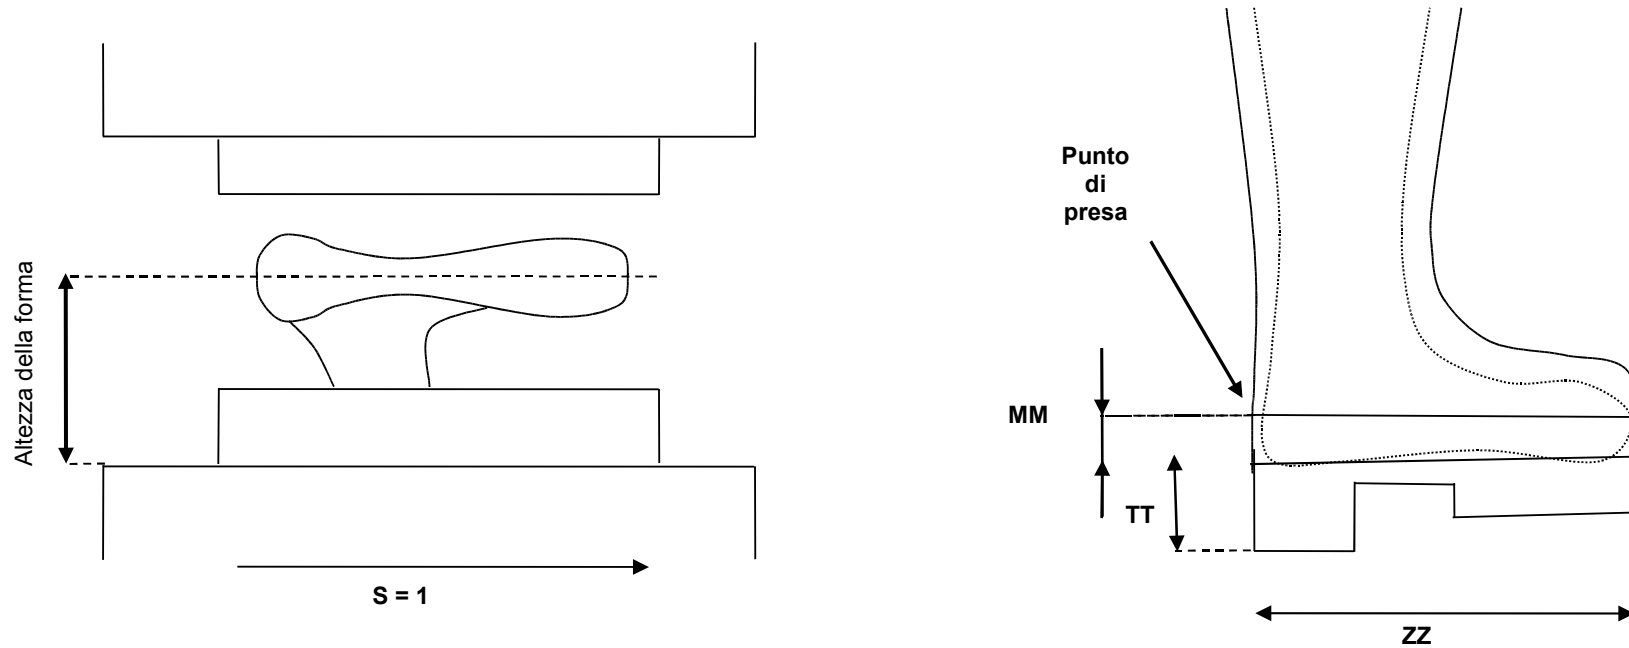 Altezza della forma
S = 1
Punto
di
presa
MM
TT
ZZ